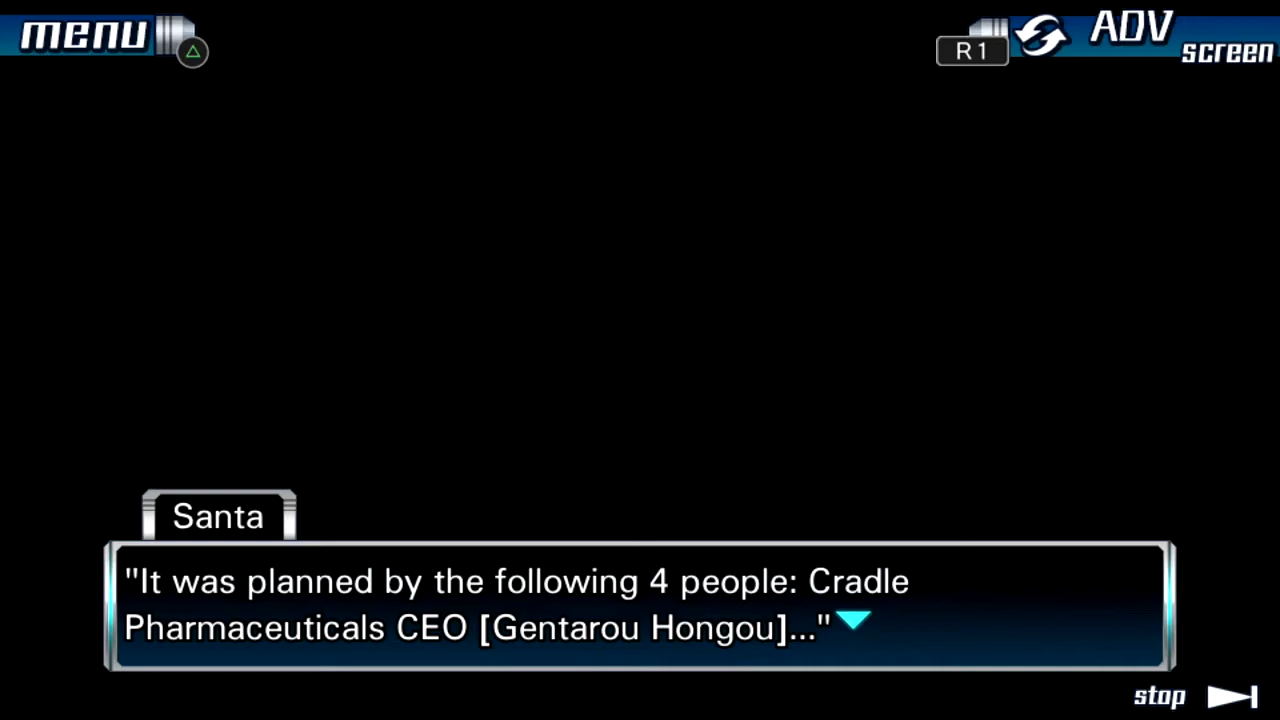 menu
R1
ADV
screen
Santa
"It was planned by the following 4 people: Cradle
Pharmaceuticals CEO [Gentarou Hongou]..."
stop